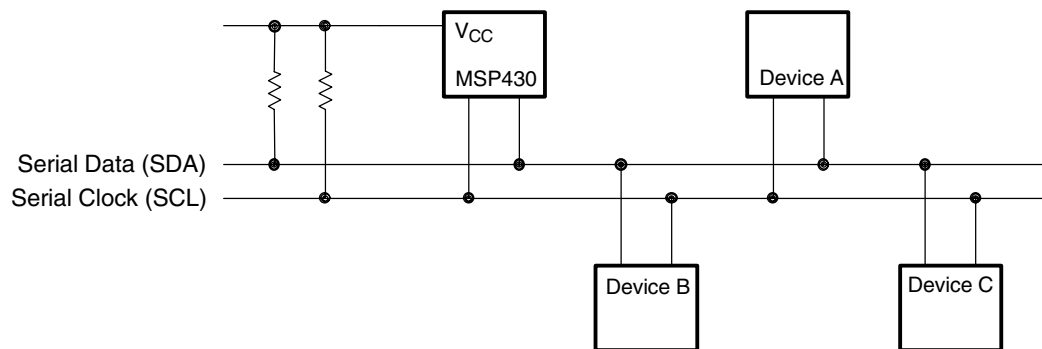 VCC
MSP430
Device A
Serial Data (SDA)
Serial Clock (SCL)
Device B
Device C